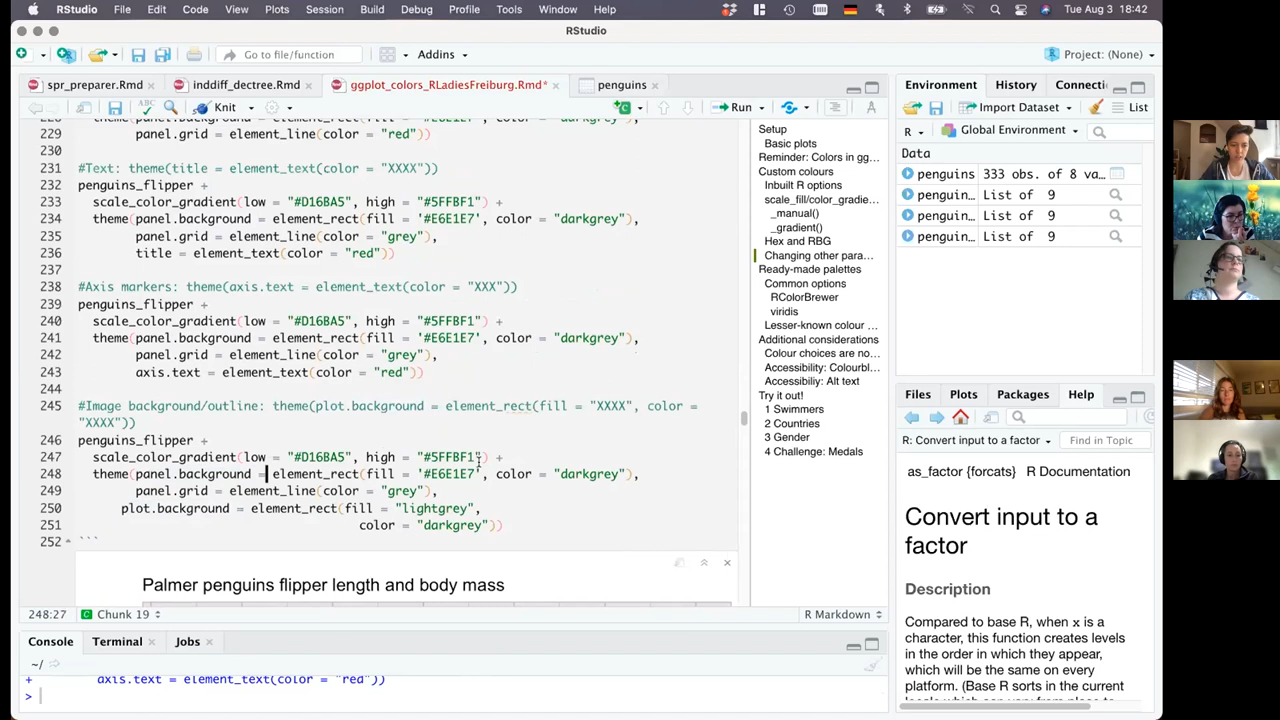 RStudio File Edit Code View Plots Session Build Debug Profile Tools Window Help Tue Aug 3 18:42
RStudio
Go to file/function Addins Project: (None)
spr_preparer.Rmd inddiff_dectree.Rmd ggplot_colors_RLadiesFreiburg.Rmd* penguins
Knit Run
228 theme(panel.background = element_rect(fill = '#E6E1E7', color = "darkgrey"),
229 panel.grid = element_line(color = "red"))
230
231 #Text: theme(title = element_text(color = "XXXX"))
232 penguins_flipper +
233 scale_color_gradient(low = "#D16BA5", high = "#5FFBF1") +
234 theme(panel.background = element_rect(fill = '#E6E1E7', color = "darkgrey"),
235 panel.grid = element_line(color = "grey"),
236 title = element_text(color = "red"))
237
238 #Axis markers: theme(axis.text = element_text(color = "XXX"))
239 penguins_flipper +
240 scale_color_gradient(low = "#D16BA5", high = "#5FFBF1") +
241 theme(panel.background = element_rect(fill = '#E6E1E7', color = "darkgrey"),
242 panel.grid = element_line(color = "grey"),
243 axis.text = element_text(color = "red"))
244
245 #Image background/outline: theme(plot.background = element_rect(fill = "XXXX", color =
"XXXX"))
246 penguins_flipper +
247 scale_color_gradient(low = "#D16BA5", high = "#5FFBF1") +
248 theme(panel.background = element_rect(fill = '#E6E1E7', color = "darkgrey"),
249 panel.grid = element_line(color = "grey"),
250 plot.background = element_rect(fill = "lightgrey",
251 color = "darkgrey"))
252 ```
Palmer penguins flipper length and body mass
248:27 Chunk 19 R Markdown
Setup
Basic plots
Reminder: Colors in gg...
Custom colours
Inbuilt R options
scale_fill/color_gradie...
_manual()
_gradient()
Hex and RBG
Changing other para...
Ready-made palettes
Common options
RColorBrewer
viridis
Lesser-known colour ...
Additional considerations
Colour choices are no...
Accessibility: Colourbl...
Accessibiliy: Alt text
Try it out!
1 Swimmers
2 Countries
3 Gender
4 Challenge: Medals
Console Terminal Jobs
~/
+ axis.text = element_text(color = "red"))
>
Environment History Connecti
Import Dataset List
R Global Environment
Data
penguins 333 obs. of 8 va...
penguin... List of 9
penguin... List of 9
penguin... List of 9
Files Plots Packages Help
R: Convert input to a factor Find in Topic
as_factor {forcats} R Documentation
Convert input to a
factor
Description
Compared to base R, when x is a
character, this function creates levels
in the order in which they appear,
which will be the same on every
platform. (Base R sorts in the current